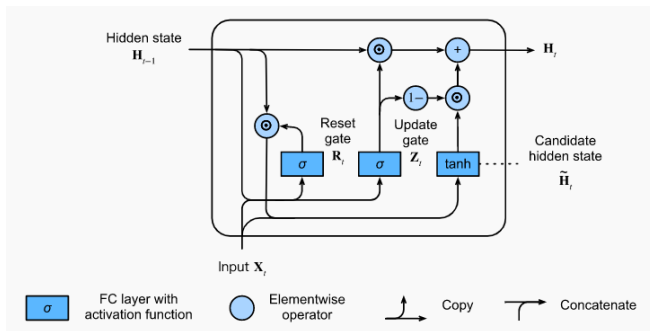 Hidden state
H_{t−1}
⊙
+
H_t
1−
⊙
⊙
Reset
gate
R_t
Update
gate
Z_t
σ
σ
tanh
Candidate
hidden state
H̃_t
Input X_t
σ
FC layer with
activation function
Elementwise
operator
Copy
Concatenate